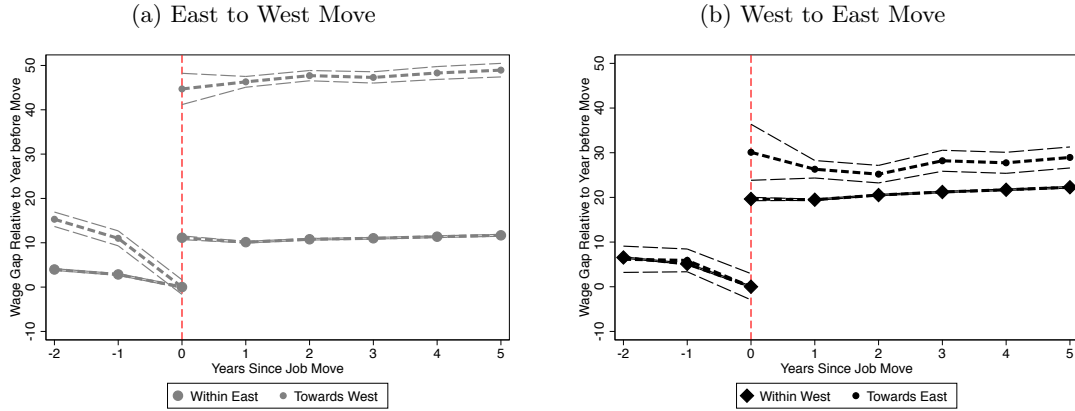 (a) East to West Move
Wage Gap Relative to Year before Move
50
40
30
20
10
0
-10
-2 -1 0 1 2 3 4 5
Years Since Job Move
Within East Towards West
(b) West to East Move
Wage Gap Relative to Year before Move
50
40
30
20
10
0
-10
-2 -1 0 1 2 3 4 5
Years Since Job Move
Within West Towards East